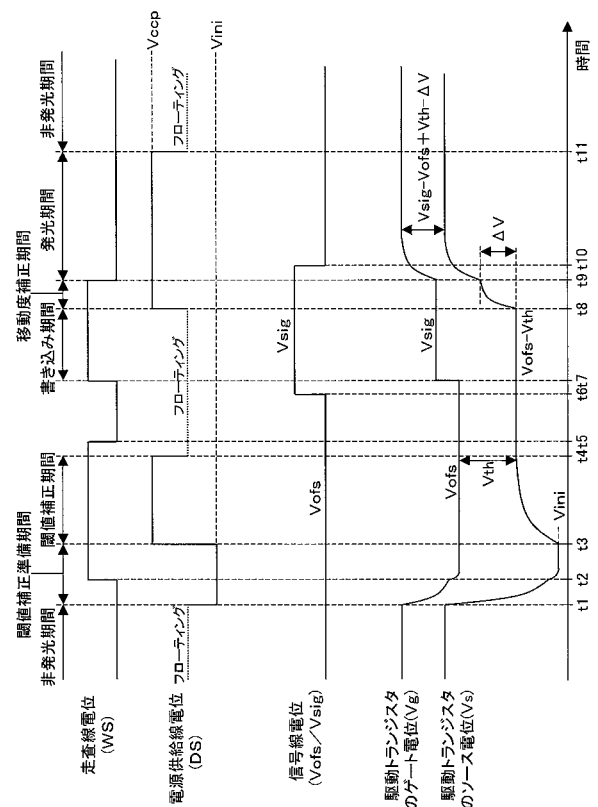 非発光期間
閾値補正準備期間
閾値補正期間
書き込み期間
移動度補正期間
発光期間
非発光期間
走査線電位
(WS)
電源供給線電位
(DS)
フローティング
フローティング
フローティング
Vccp
Vini
信号線電位
(Vofs/Vsig)
Vofs
Vsig
駆動トランジスタ
のゲート電位(Vg)
Vofs
Vsig
Vsig-Vofs+Vth-ΔV
駆動トランジスタ
のソース電位(Vs)
Vth
Vini
Vofs-Vth
ΔV
t1
t2
t3
t4
t5
t6
t7
t8
t9
t10
t11
時間